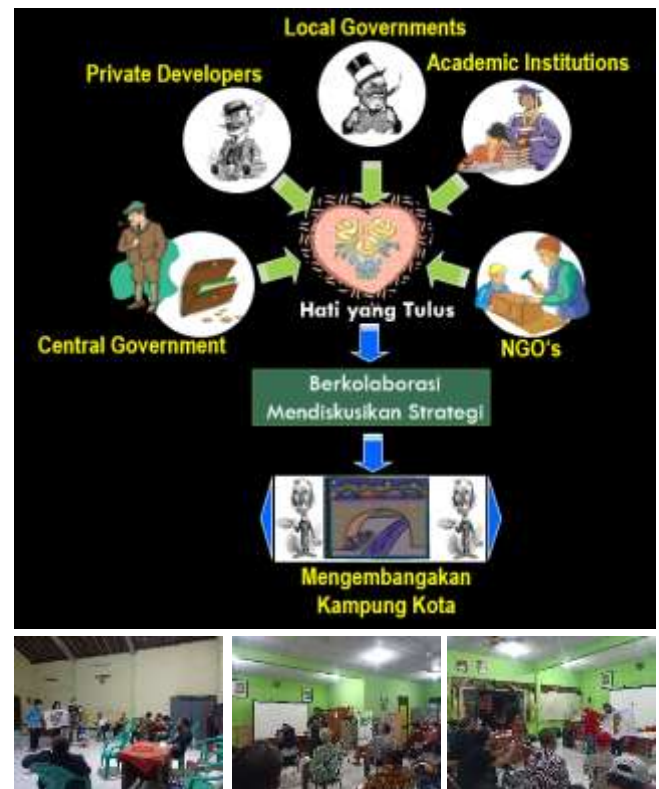 Local Governments
Private Developers
Academic Institutions
Hati yang Tulus
Central Government
NGO's
Berkolaborasi
Mendiskusikan Strategi
Mengembangakan
Kampung Kota